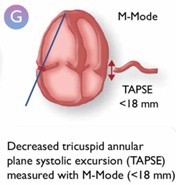 G
M-Mode
TAPSE
<18 mm
Decreased tricuspid annular
plane systolic excursion (TAPSE)
measured with M-Mode (<18 mm)